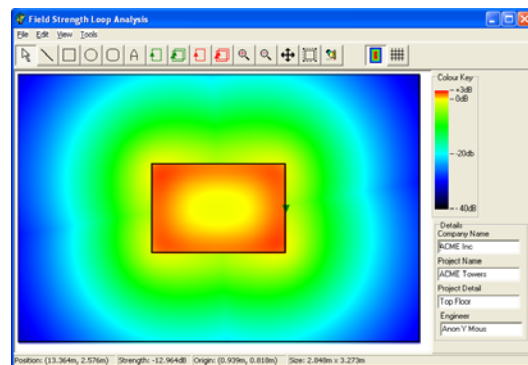 Field Strength Loop Analysis
File Edit View Tools
A
Colour Key
+3dB
0dB
-20db
-40dB
Details
Company Name
ACME Inc
Project Name
ACME Towers
Project Detail
Top Floor
Engineer
Anon Y Mous
Position: (13.364m, 2.576m) Strength: -12.964dB Origin: (0.939m, 0.818m) Size: 2.848m x 3.273m